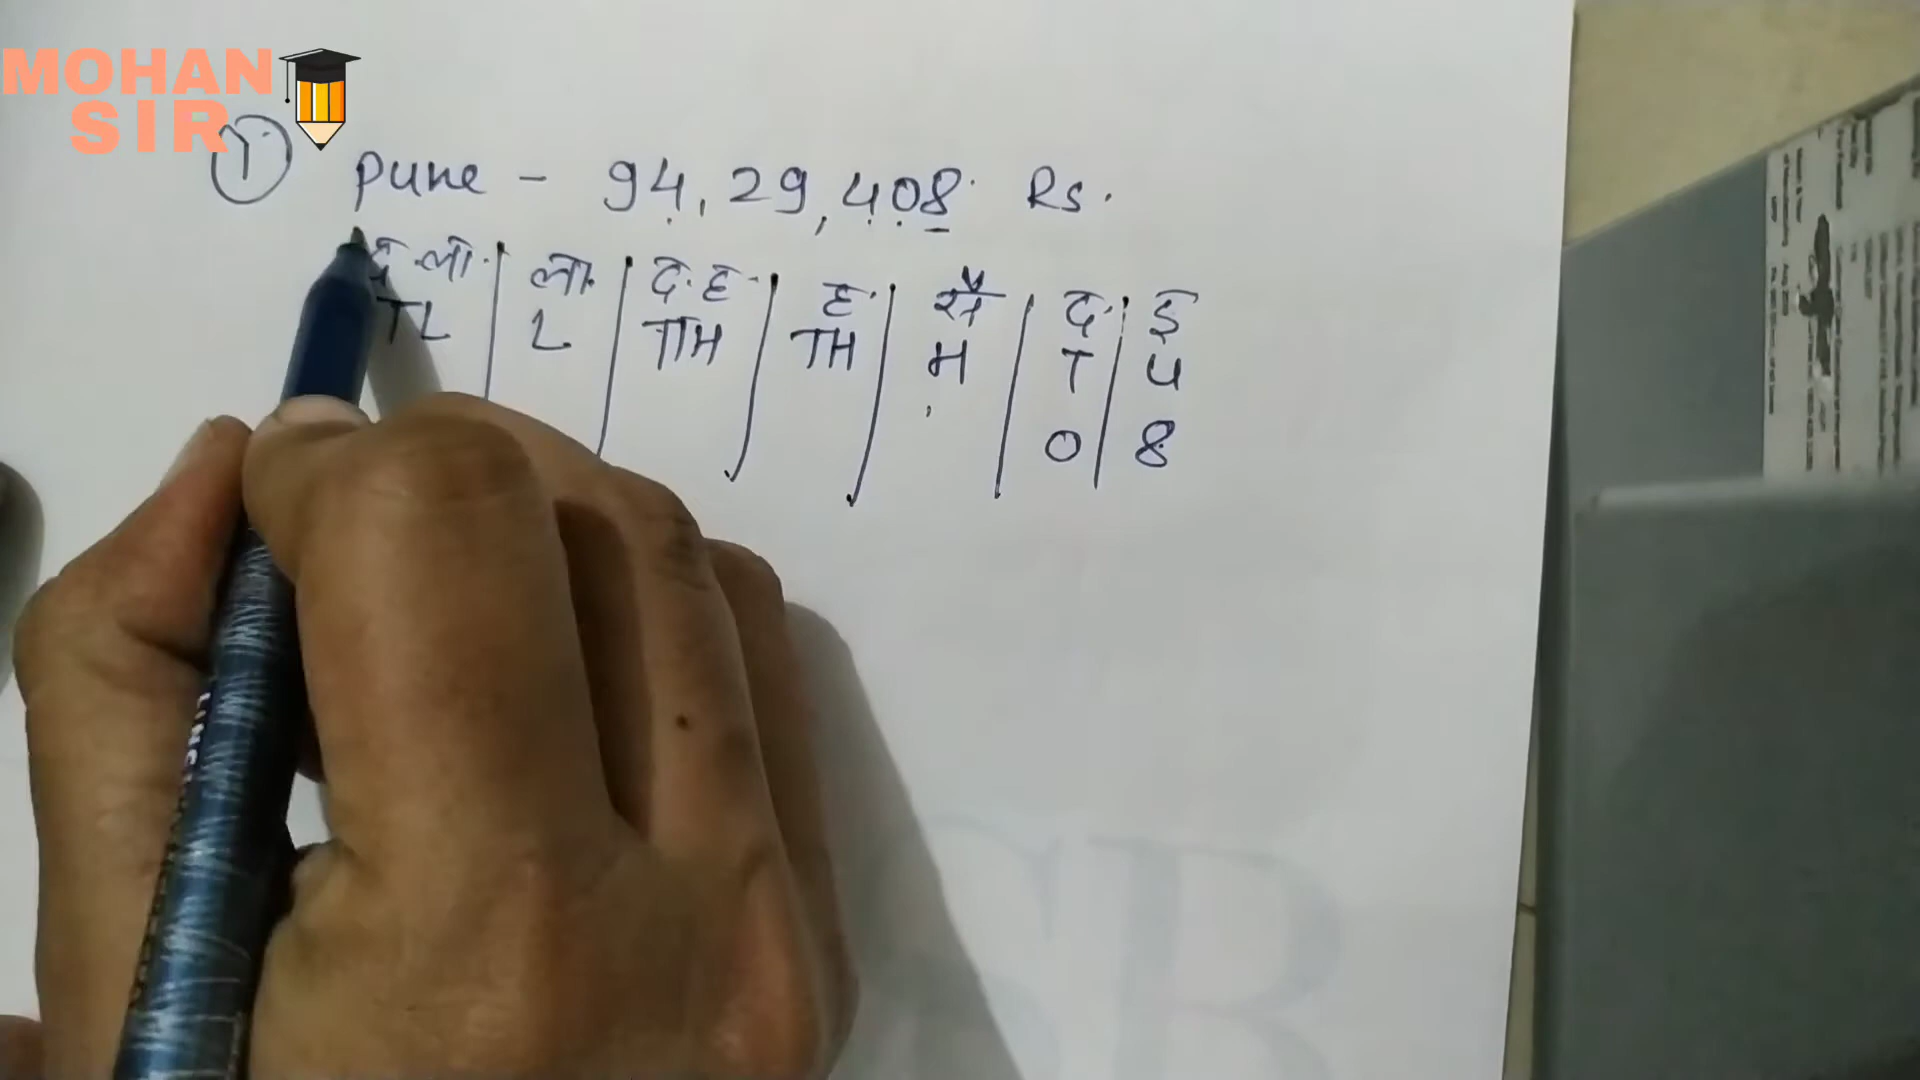 MOHAN
SIR
① Pune - 94,29,408 Rs.
द.ला. ला. द.ह. ह. श द. इ
TL L TTH TH H T U
0 8